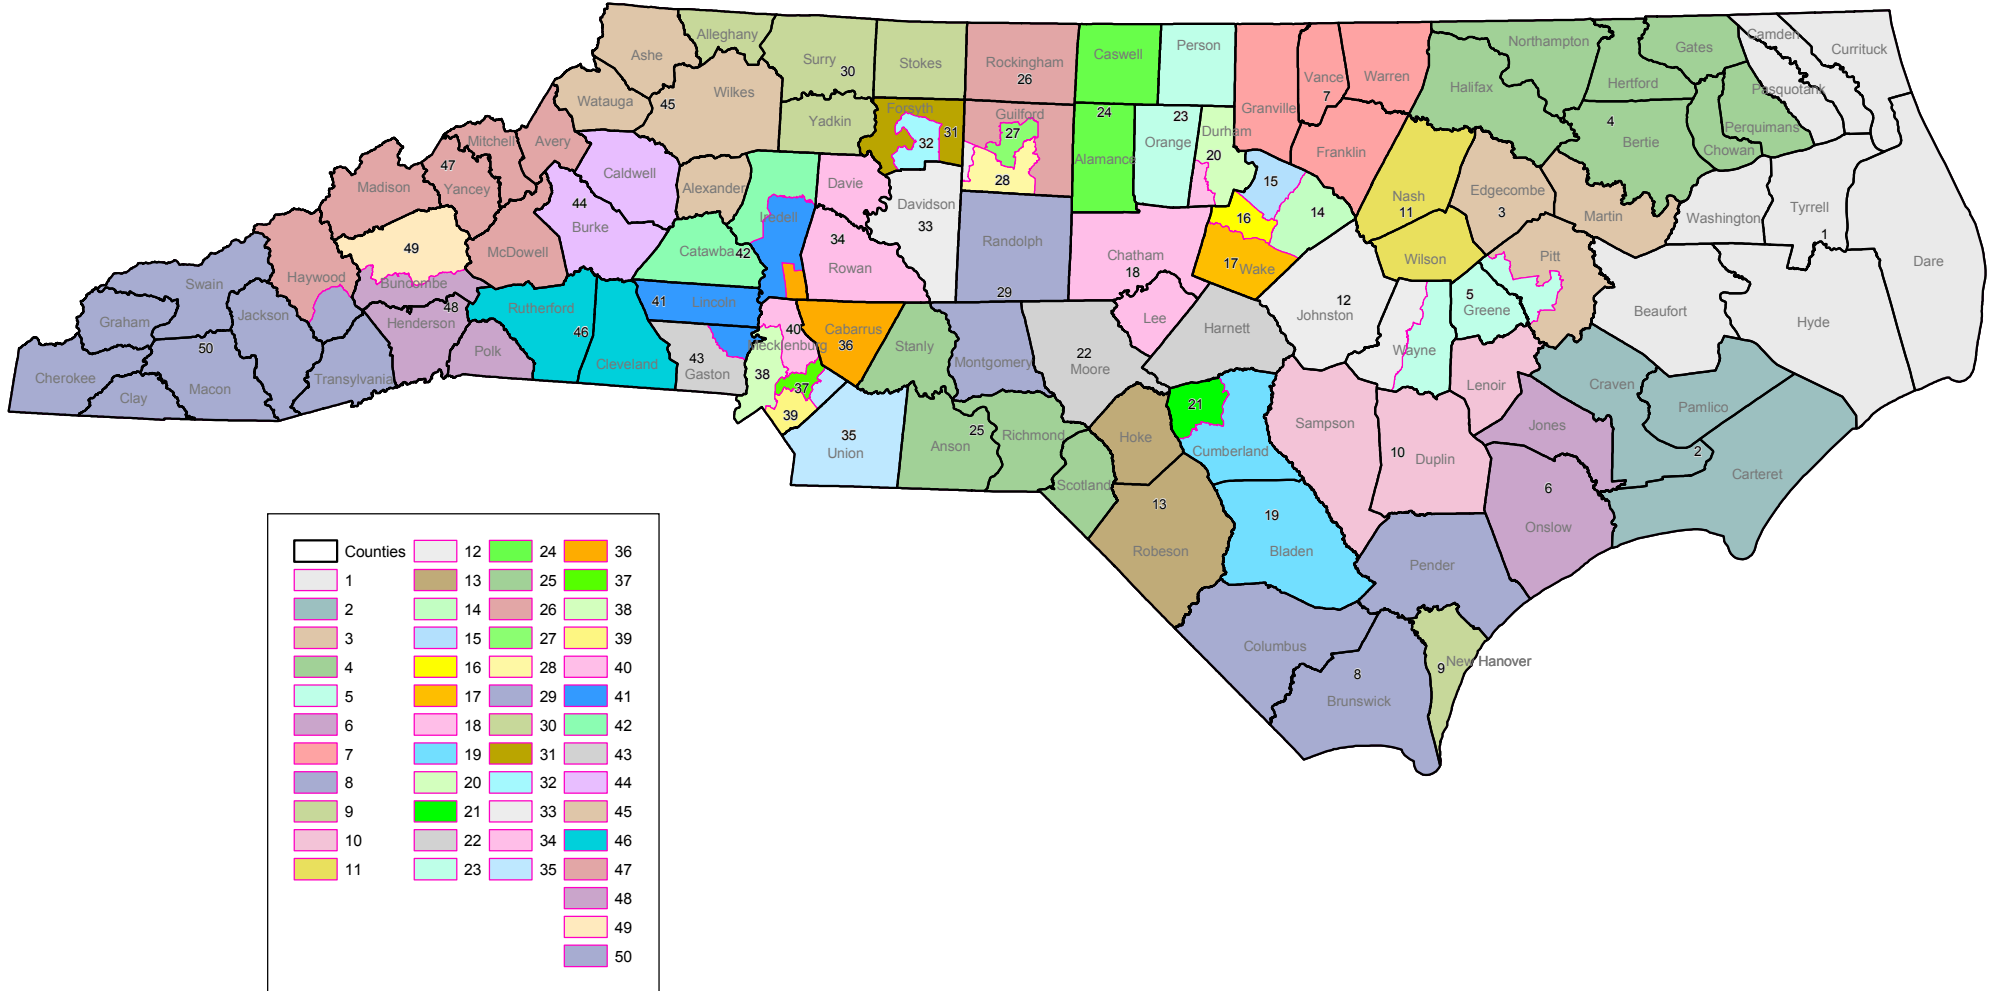 Ashe
Alleghany
Surry
30
Stokes
Rockingham
26
Caswell
Person
Granville
Vance
7
Warren
Northampton
Halifax
Hertford
Gates
Camden
Currituck
Pasquotank
Perquimans
Chowan
4
Bertie
Watauga
45
Wilkes
Yadkin
Forsyth
31
32
Guilford
27
28
24
Alamance
23
Orange
Durham
20
Franklin
Nash
11
Edgecombe
3
Martin
Washington
Tyrrell
1
Dare
Mitchell
Avery
47
Yancey
Madison
Caldwell
44
Burke
Alexander
Iredell
Davie
Davidson
33
Randolph
29
Chatham
18
15
16
14
17
Wake
Wilson
Pitt
Beaufort
Hyde
49
McDowell
Catawba
42
34
Rowan
Haywood
Buncombe
Swain
Graham
Jackson
50
Cherokee
Clay
Macon
Transylvania
48
Henderson
Polk
Rutherford
46
Cleveland
41
Lincoln
43
Gaston
40
Mecklenburg
38
37
39
Cabarrus
36
Stanly
Montgomery
22
Moore
Lee
Harnett
12
Johnston
Wayne
5
Greene
Lenoir
Craven
Pamlico
Jones
2
Carteret
35
Union
Anson
25
Richmond
Scotland
Hoke
21
Cumberland
Sampson
10
Duplin
6
Onslow
13
Robeson
19
Bladen
Pender
Columbus
8
Brunswick
9
New Hanover
Counties
1
2
3
4
5
6
7
8
9
10
11
12
13
14
15
16
17
18
19
20
21
22
23
24
25
26
27
28
29
30
31
32
33
34
35
36
37
38
39
40
41
42
43
44
45
46
47
48
49
50